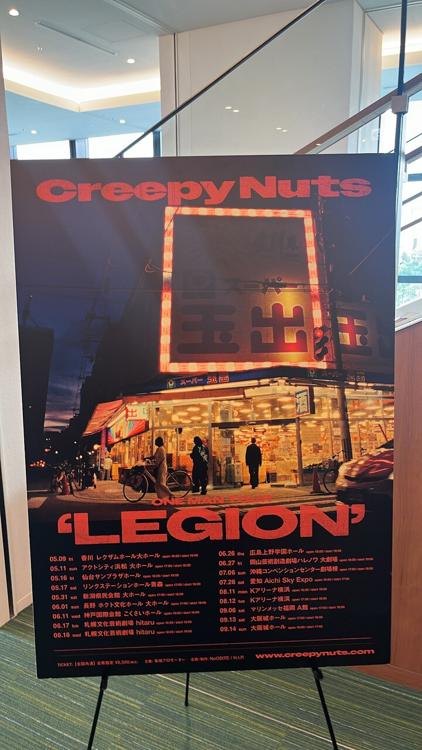 Creepy Nuts
スーパー
玉出
スーパー 玉出
ONE MAN TOUR
‘LEGION’
05.09 fri 香川 レクザムホール大ホール
05.11 sun アクトシティ浜松 大ホール
05.16 fri 仙台サンプラザホール
05.17 sat リンクステーションホール青森
05.31 sat 新潟県民会館 大ホール
06.01 sun 長野 ホクト文化ホール 大ホール
06.11 wed 神戸国際会館 こくさいホール
06.17 tue 札幌文化芸術劇場 hitaru
06.18 wed 札幌文化芸術劇場 hitaru
06.26 thu 広島上野学園ホール
06.27 fri 岡山芸術創造劇場ハレノワ 大劇場
07.06 sun 沖縄コンベンションセンター劇場棟
07.28 mon 愛知 Aichi Sky Expo
08.11 mon Kアリーナ横浜
08.12 tue Kアリーナ横浜
09.06 sat マリンメッセ福岡 A館
09.13 sat 大阪城ホール
09.14 sun 大阪城ホール
www.creepynuts.com